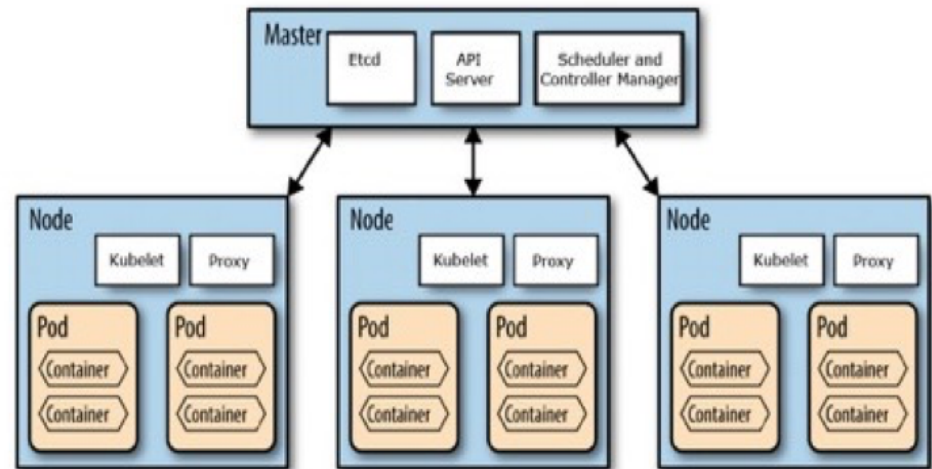 Master
Etcd
API
Server
Scheduler and
Controller Manager
Node
Kubelet
Proxy
Pod
Container
Container
Pod
Container
Container
Node
Kubelet
Proxy
Pod
Container
Container
Pod
Container
Container
Node
Kubelet
Proxy
Pod
Container
Container
Pod
Container
Container